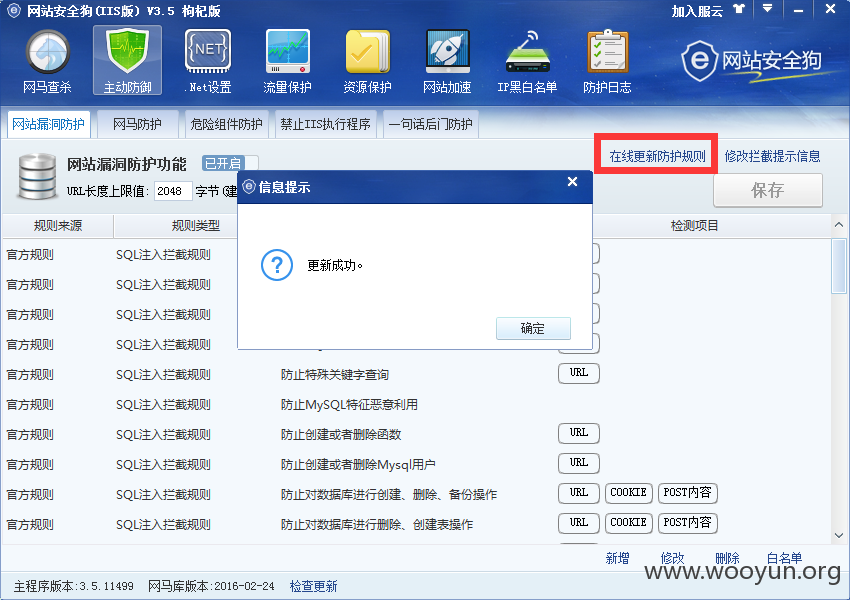 网站安全狗(IIS版) V3.5 枸杞版 加入服云
网马查杀 主动防御 .Net设置 流量保护 资源保护 网站加速 IP黑白名单 防护日志 网站安全狗
NET
网站漏洞防护 网马防护 危险组件防护 禁止IIS执行程序 一句话后门防护
网站漏洞防护功能 已开启 在线更新防护规则 修改拦截提示信息
URL长度上限值: 2048 字节(建 保存
信息提示
更新成功。
确定
规则来源 规则类型 检测项目
官方规则 SQL注入拦截规则
官方规则 SQL注入拦截规则
官方规则 SQL注入拦截规则
官方规则 SQL注入拦截规则
官方规则 SQL注入拦截规则 防止特殊关键字查询 URL
官方规则 SQL注入拦截规则 防止MySQL特征恶意利用
官方规则 SQL注入拦截规则 防止创建或者删除函数 URL
官方规则 SQL注入拦截规则 防止创建或者删除Mysql用户 URL
官方规则 SQL注入拦截规则 防止对数据库进行创建、删除、备份操作 URL COOKIE POST内容
官方规则 SQL注入拦截规则 防止对数据库进行删除、创建表操作 URL COOKIE POST内容
新增 修改 删除 白名单
主程序版本:3.5.11499 网马库版本:2016-02-24 检查更新
www.wooyun.org